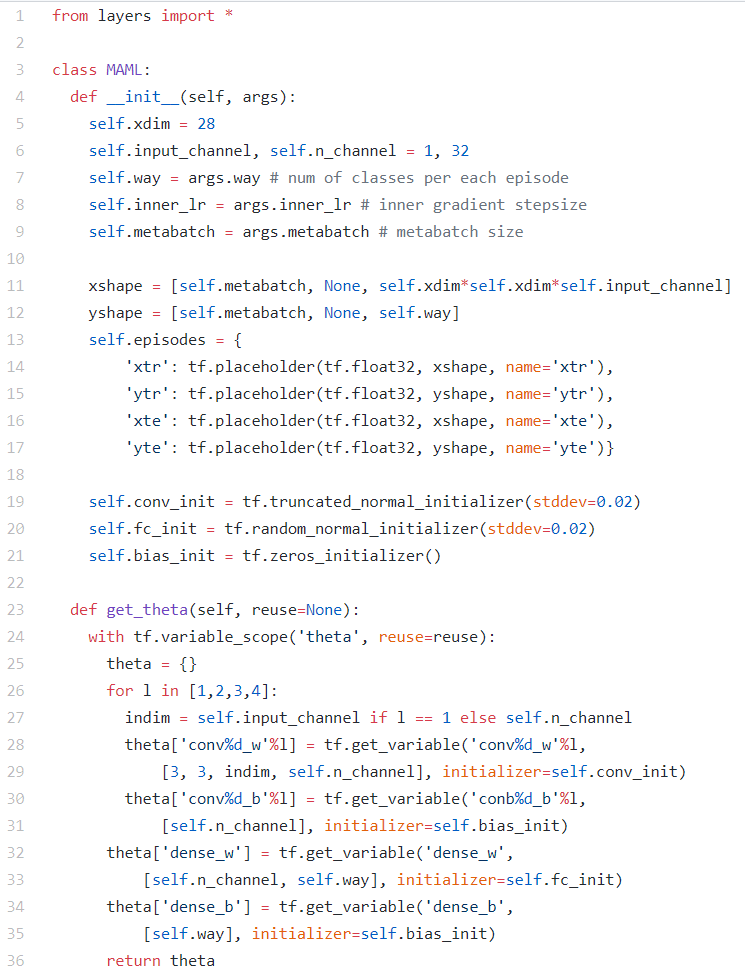 1 from layers import *
2
3 class MAML:
4   def __init__(self, args):
5     self.xdim = 28
6     self.input_channel, self.n_channel = 1, 32
7     self.way = args.way # num of classes per each episode
8     self.inner_lr = args.inner_lr # inner gradient stepsize
9     self.metabatch = args.metabatch # metabatch size
10
11     xshape = [self.metabatch, None, self.xdim*self.xdim*self.input_channel]
12     yshape = [self.metabatch, None, self.way]
13     self.episodes = {
14         'xtr': tf.placeholder(tf.float32, xshape, name='xtr'),
15         'ytr': tf.placeholder(tf.float32, yshape, name='ytr'),
16         'xte': tf.placeholder(tf.float32, xshape, name='xte'),
17         'yte': tf.placeholder(tf.float32, yshape, name='yte')}
18
19     self.conv_init = tf.truncated_normal_initializer(stddev=0.02)
20     self.fc_init = tf.random_normal_initializer(stddev=0.02)
21     self.bias_init = tf.zeros_initializer()
22
23   def get_theta(self, reuse=None):
24     with tf.variable_scope('theta', reuse=reuse):
25       theta = {}
26       for l in [1,2,3,4]:
27         indim = self.input_channel if l == 1 else self.n_channel
28         theta['conv%d_w'%l] = tf.get_variable('conv%d_w'%l,
29             [3, 3, indim, self.n_channel], initializer=self.conv_init)
30         theta['conv%d_b'%l] = tf.get_variable('conb%d_b'%l,
31             [self.n_channel], initializer=self.bias_init)
32       theta['dense_w'] = tf.get_variable('dense_w',
33           [self.n_channel, self.way], initializer=self.fc_init)
34       theta['dense_b'] = tf.get_variable('dense_b',
35           [self.way], initializer=self.bias_init)
36       return theta